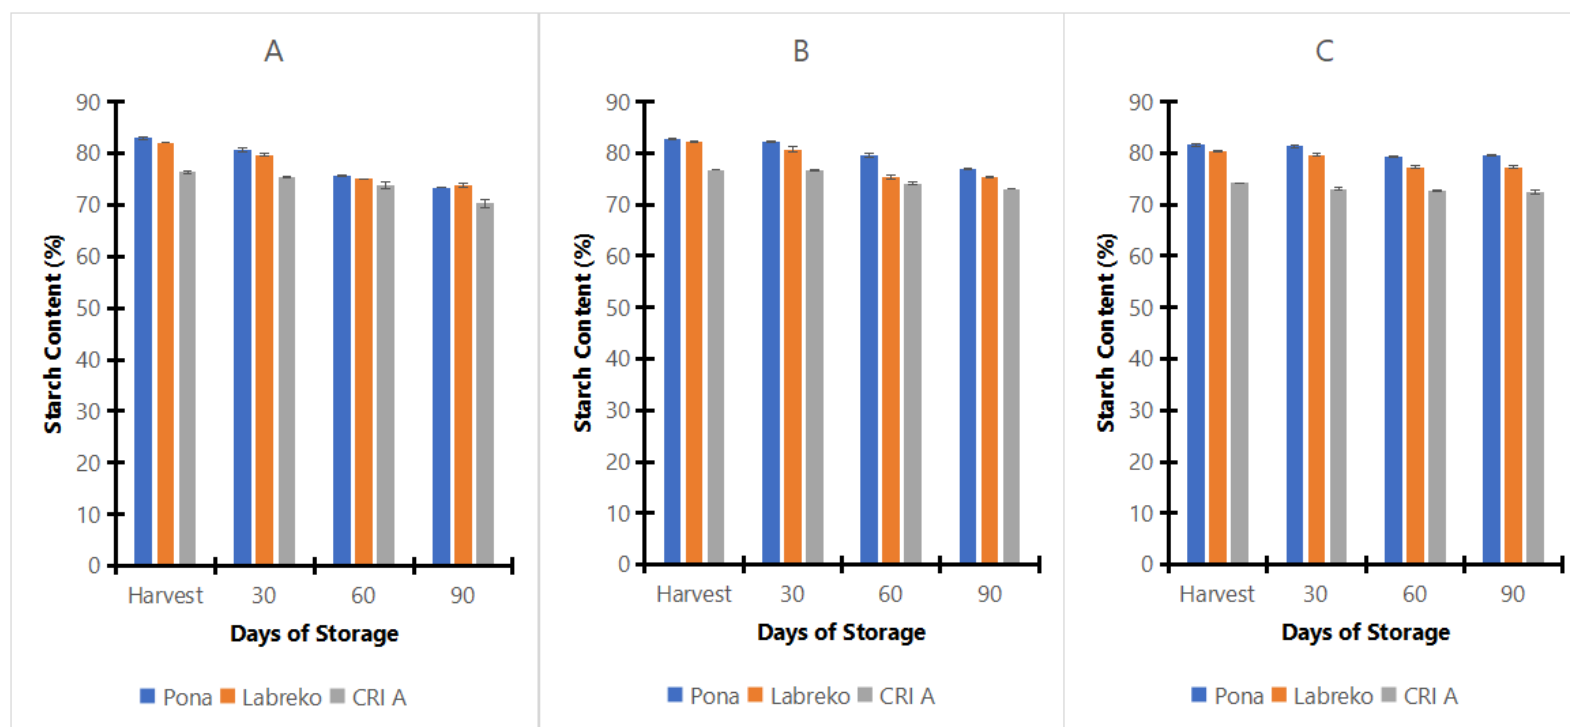 A
90
80
70
60
50
40
30
20
10
0
Starch Content (%)
Harvest 30 60 90
Days of Storage
Pona Labreko CRI A
B
90
80
70
60
50
40
30
20
10
0
Starch Content (%)
Harvest 30 60 90
Days of Storage
Pona Labreko CRI A
C
90
80
70
60
50
40
30
20
10
0
Starch Content (%)
Harvest 30 60 90
Days of Storage
Pona Labreko CRI A